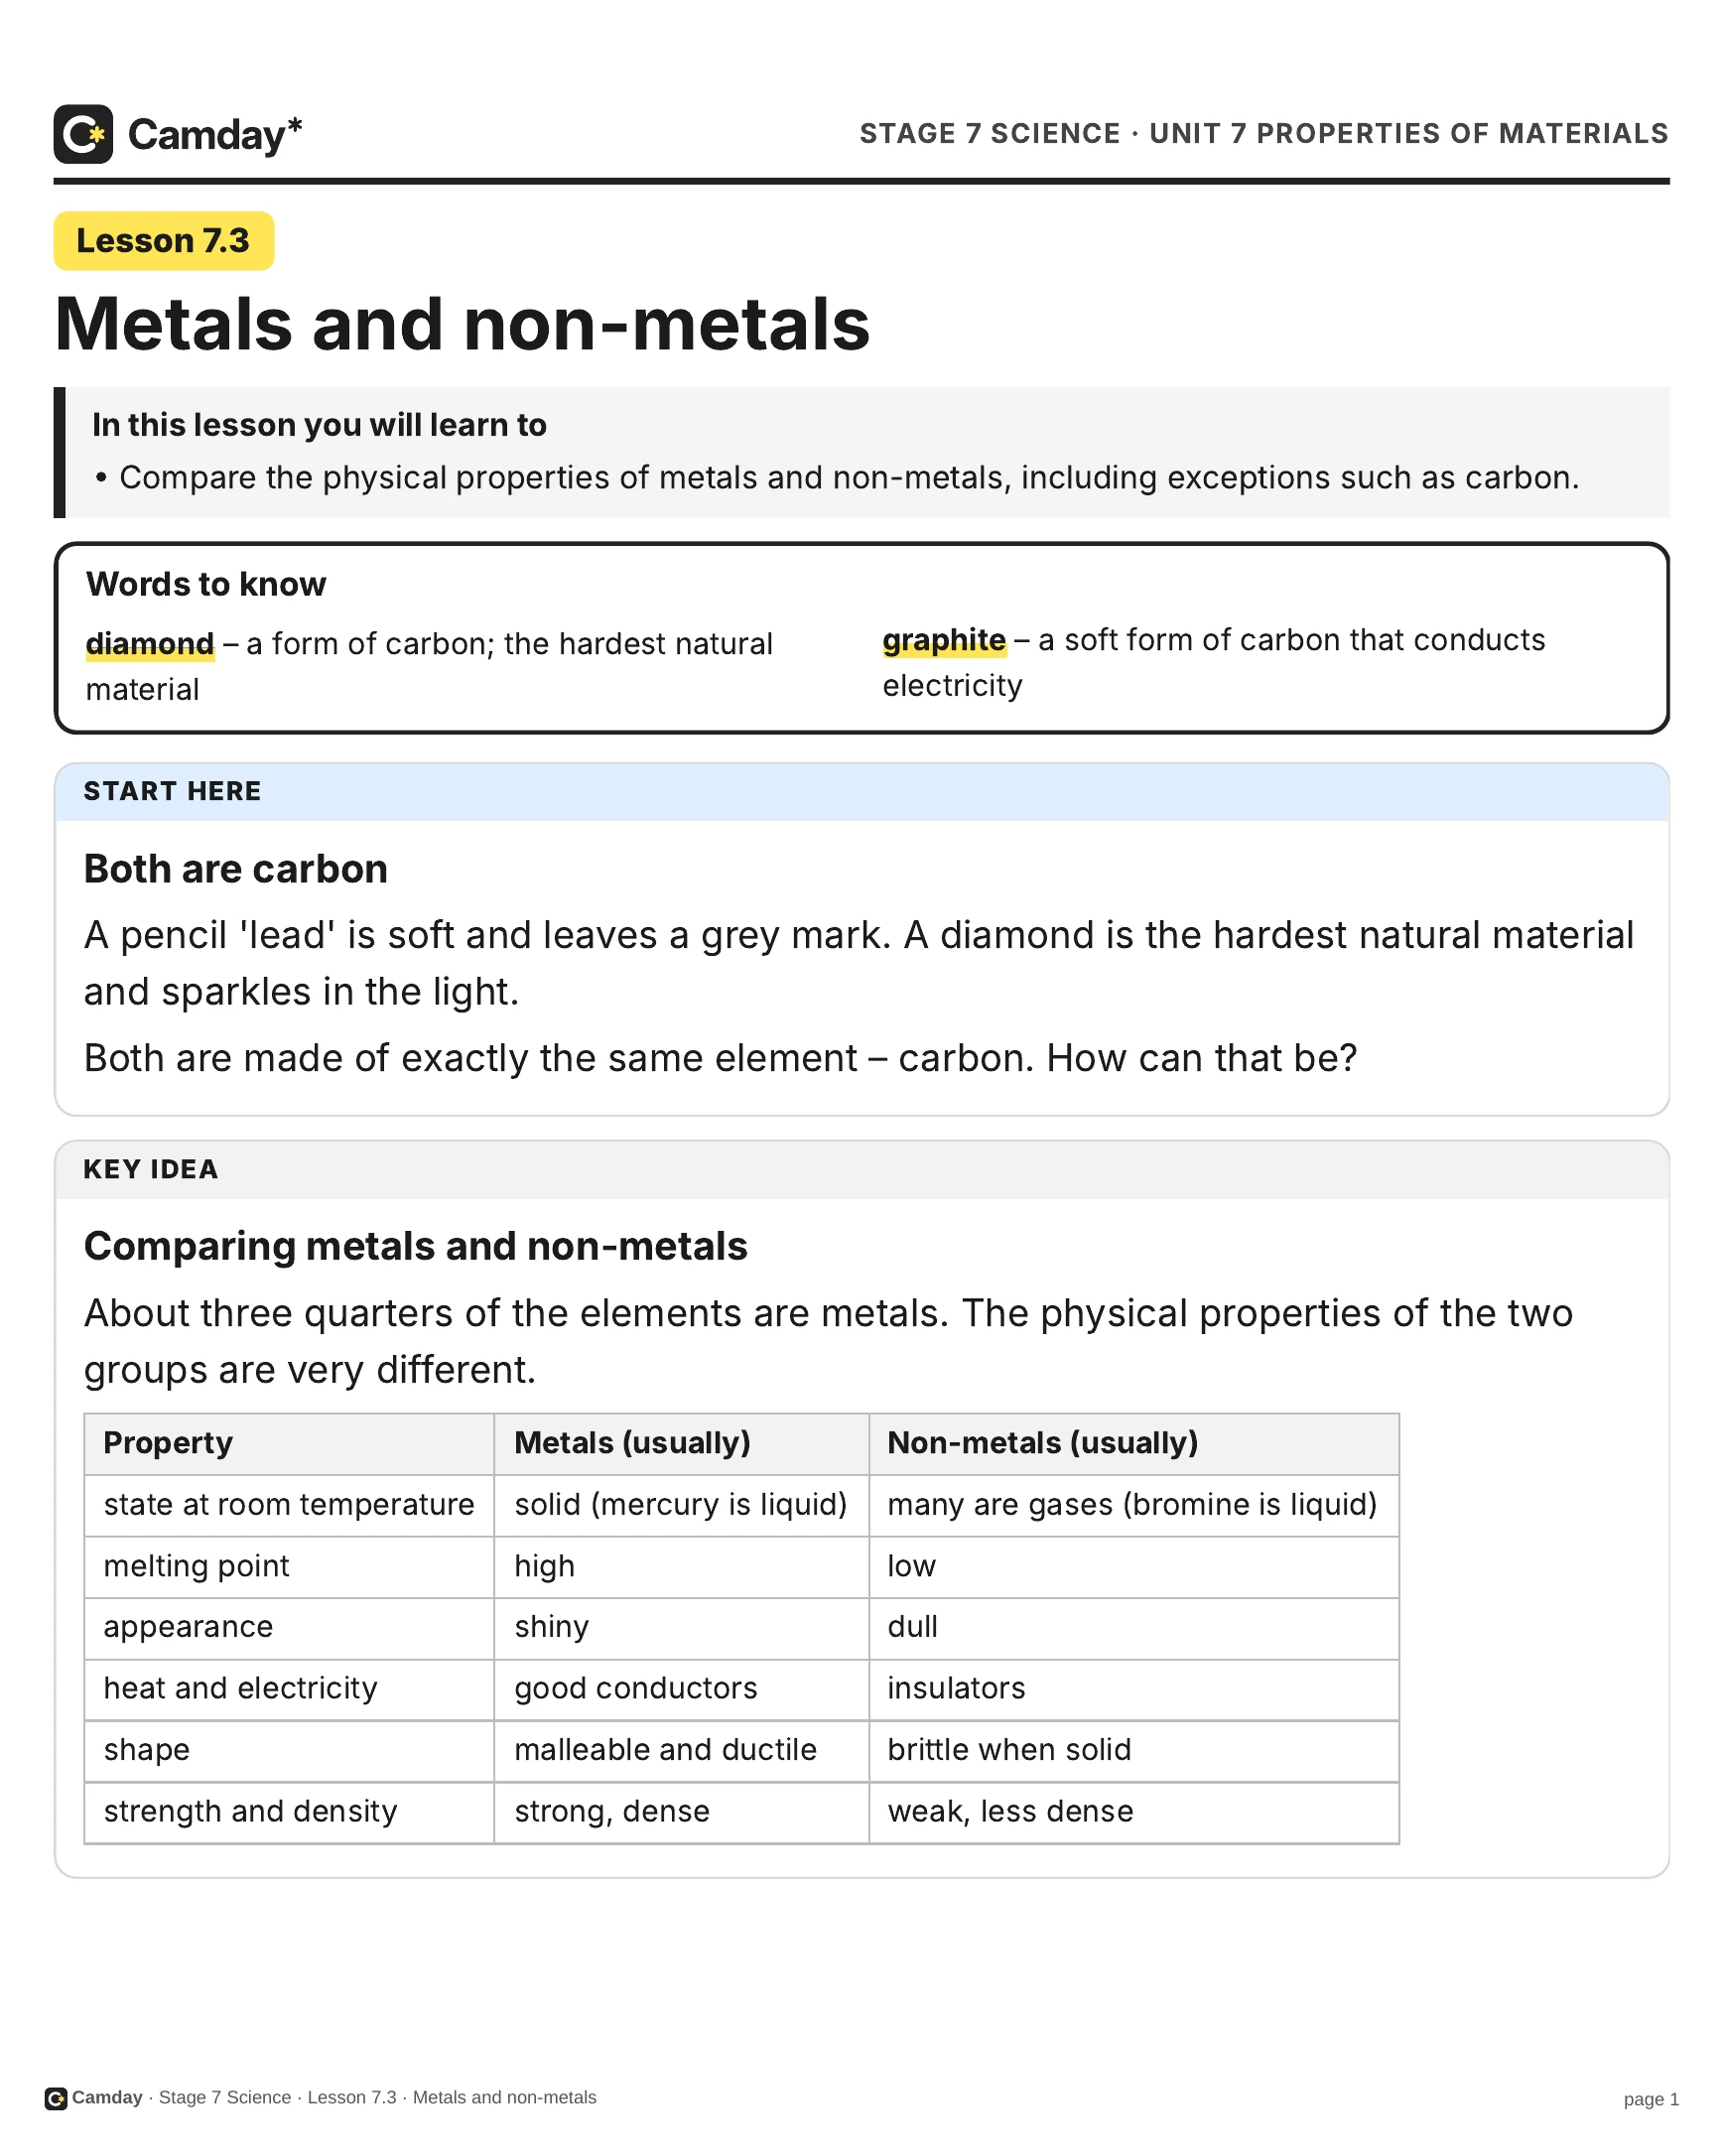 Camday*
STAGE 7 SCIENCE · UNIT 7 PROPERTIES OF MATERIALS
Lesson 7.3
Metals and non-metals
In this lesson you will learn to
• Compare the physical properties of metals and non-metals, including exceptions such as carbon.
Words to know
diamond – a form of carbon; the hardest natural
material
graphite – a soft form of carbon that conducts
electricity
START HERE
Both are carbon
A pencil 'lead' is soft and leaves a grey mark. A diamond is the hardest natural material
and sparkles in the light.
Both are made of exactly the same element – carbon. How can that be?
KEY IDEA
Comparing metals and non-metals
About three quarters of the elements are metals. The physical properties of the two
groups are very different.
Property Metals (usually) Non-metals (usually)
state at room temperature solid (mercury is liquid) many are gases (bromine is liquid)
melting point high low
appearance shiny dull
heat and electricity good conductors insulators
shape malleable and ductile brittle when solid
strength and density strong, dense weak, less dense
Camday · Stage 7 Science · Lesson 7.3 · Metals and non-metals
page 1